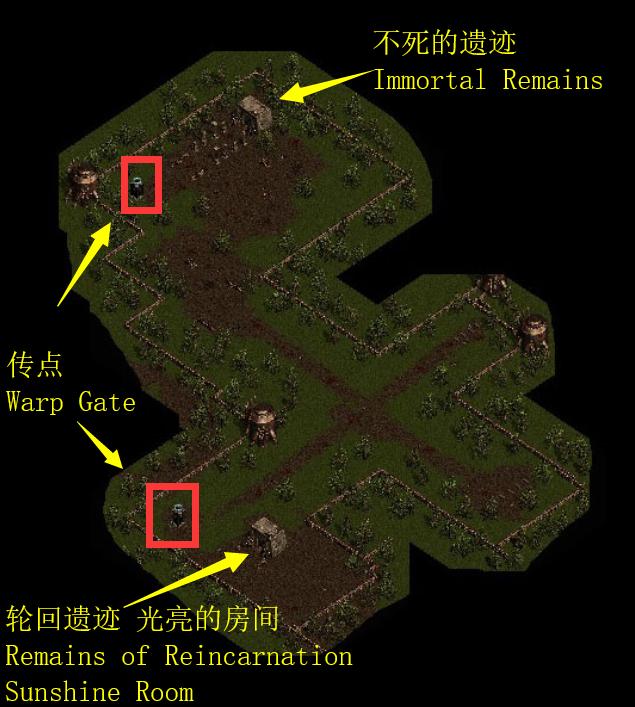 不死的遗迹
Immortal Remains
传点
Warp Gate
轮回遗迹 光亮的房间
Remains of Reincarnation
Sunshine Room